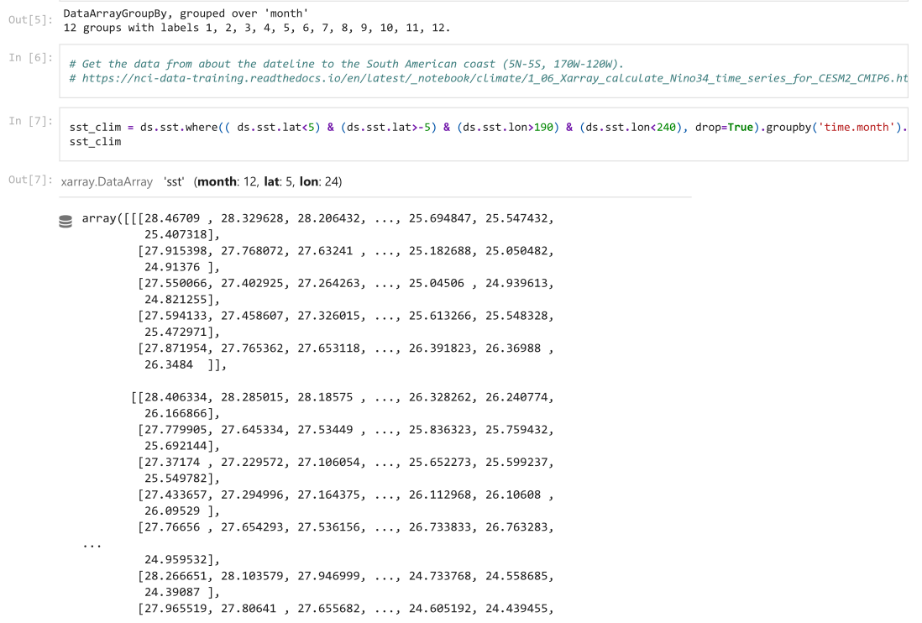 Out[5]: DataArrayGroupBy, grouped over 'month'
12 groups with labels 1, 2, 3, 4, 5, 6, 7, 8, 9, 10, 11, 12.
In [6]: # Get the data from about the dateline to the South American coast (5N-5S, 170W-120W).
# https://nci-data-training.readthedocs.io/en/latest/_notebook/climate/1_06_Xarray_calculate_Nino34_time_series_for_CESM2_CMIP6.ht
In [7]: sst_clim = ds.sst.where(( ds.sst.lat<5) & (ds.sst.lat>-5) & (ds.sst.lon>190) & (ds.sst.lon<240), drop=True).groupby('time.month').
sst_clim
Out[7]: xarray.DataArray 'sst' (month: 12, lat: 5, lon: 24)
array([[[28.46709 , 28.329628, 28.206432, ..., 25.694847, 25.547432,
25.407318],
[27.915398, 27.768072, 27.63241 , ..., 25.182688, 25.050482,
24.91376 ],
[27.550066, 27.402925, 27.264263, ..., 25.04506 , 24.939613,
24.821255],
[27.594133, 27.458607, 27.326015, ..., 25.613266, 25.548328,
25.472971],
[27.871954, 27.765362, 27.653118, ..., 26.391823, 26.36988 ,
26.3484  ]],
[[28.406334, 28.285015, 28.18575 , ..., 26.328262, 26.240774,
26.166866],
[27.779905, 27.645334, 27.53449 , ..., 25.836323, 25.759432,
25.692144],
[27.37174 , 27.229572, 27.106054, ..., 25.652273, 25.599237,
25.549782],
[27.433657, 27.294996, 27.164375, ..., 26.112968, 26.10608 ,
26.09529 ],
[27.76656 , 27.654293, 27.536156, ..., 26.733833, 26.763283,
...
24.959532],
[28.266651, 28.103579, 27.946999, ..., 24.733768, 24.558685,
24.39087 ],
[27.965519, 27.80641 , 27.655682, ..., 24.605192, 24.439455,